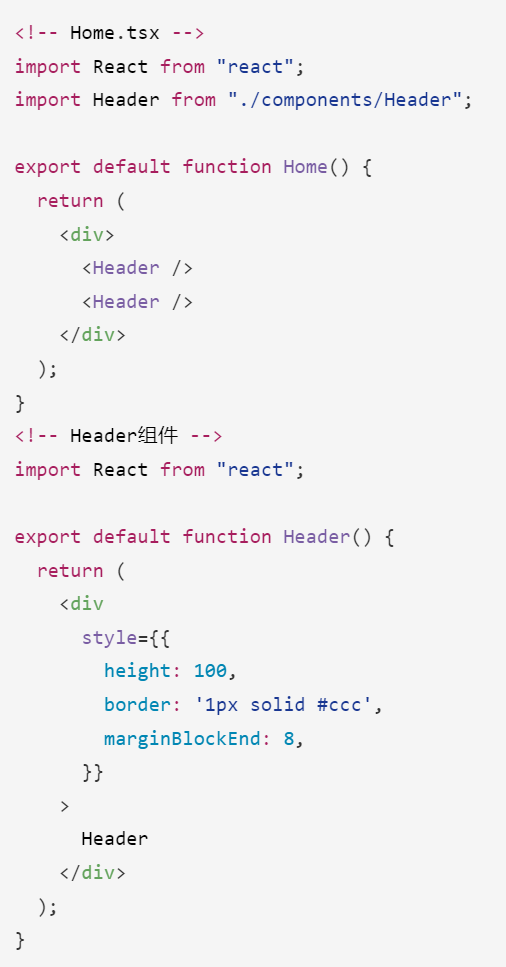 <!-- Home.tsx -->
import React from "react";
import Header from "./components/Header";

export default function Home() {
  return (
    <div>
      <Header />
      <Header />
    </div>
  );
}
<!-- Header组件 -->
import React from "react";

export default function Header() {
  return (
    <div
      style={{
        height: 100,
        border: '1px solid #ccc',
        marginBlockEnd: 8,
      }}
    >
      Header
    </div>
  );
}